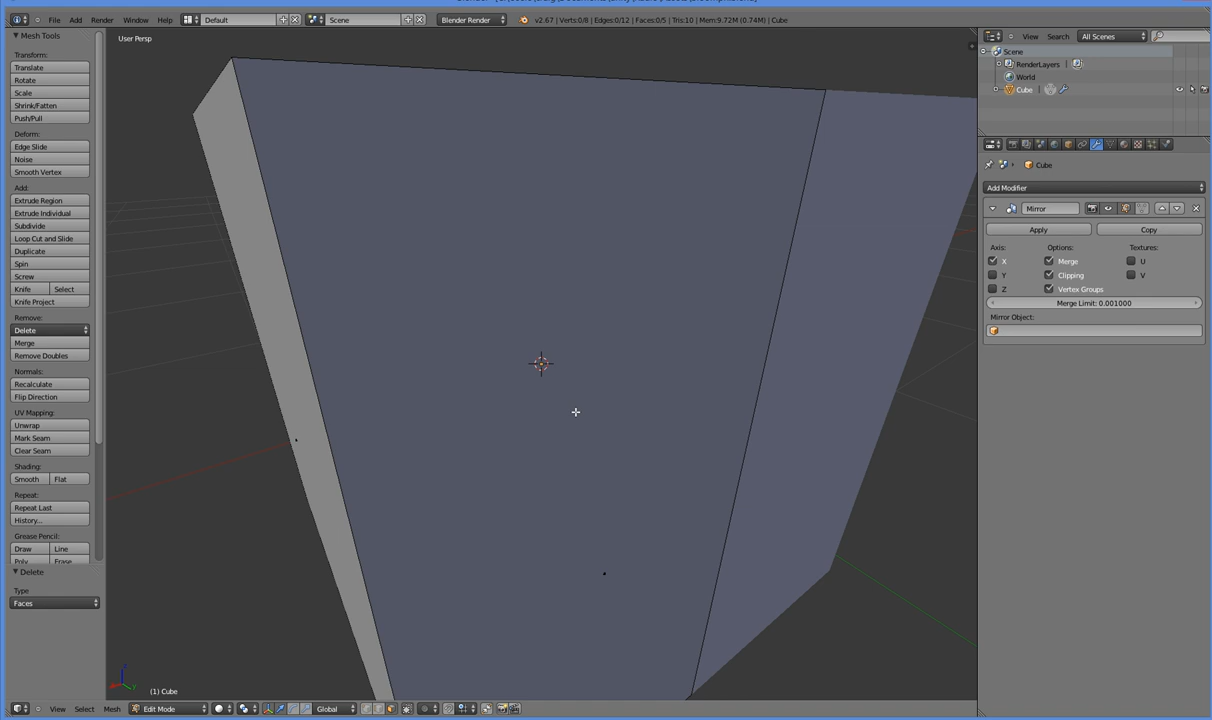 File Add Render Window Help Default Scene Blender Render v2.67 | Verts:0/8 | Edges:0/12 | Faces:0/5 | Tris:10 | Mem:9.72M (0.74M) | Cube
Mesh Tools
Transform:
Translate
Rotate
Scale
Shrink/Fatten
Push/Pull
Deform:
Edge Slide
Noise
Smooth Vertex
Add:
Extrude Region
Extrude Individual
Subdivide
Loop Cut and Slide
Duplicate
Spin
Screw
Knife Select
Knife Project
Remove:
Delete
Merge
Remove Doubles
Normals:
Recalculate
Flip Direction
UV Mapping:
Unwrap
Mark Seam
Clear Seam
Shading:
Smooth Flat
Repeat:
Repeat Last
History...
Grease Pencil:
Draw Line
Poly Erase
Delete
Type
Faces
User Persp
(1) Cube
View Select Mesh Edit Mode Global
View Search All Scenes
Scene
RenderLayers |
World
Cube |
Cube
Add Modifier
Mirror
Apply Copy
Axis: Options: Textures:
X Merge U
Y Clipping V
Z Vertex Groups
Merge Limit: 0.001000
Mirror Object: